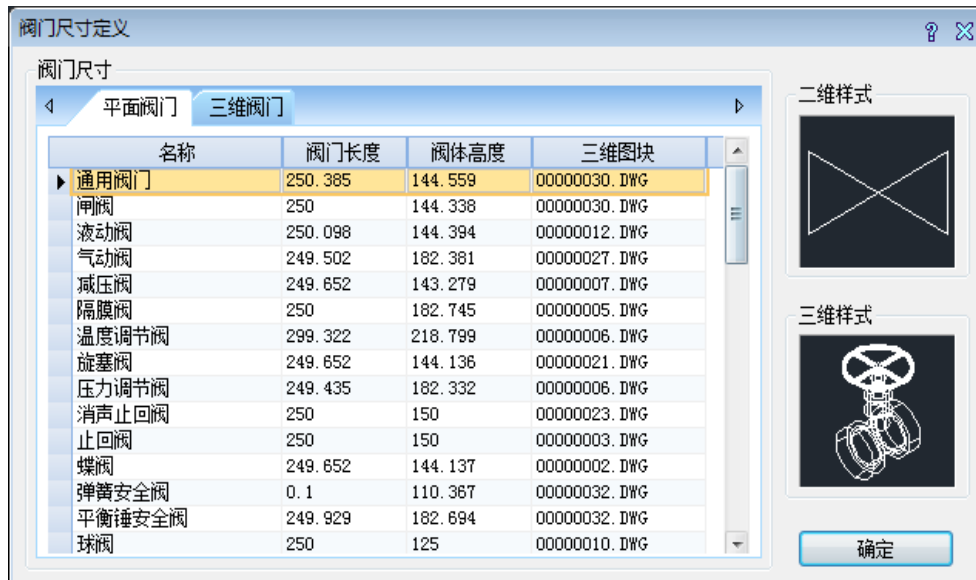 阀门尺寸定义
阀门尺寸
平面阀门 三维阀门
名称 阀门长度 阀体高度 三维图块
通用阀门 250.385 144.559 00000030.DWG
闸阀 250 144.338 00000030.DWG
液动阀 250.098 144.394 00000012.DWG
气动阀 249.502 182.381 00000027.DWG
减压阀 249.652 143.279 00000007.DWG
隔膜阀 250 182.745 00000005.DWG
温度调节阀 299.322 218.799 00000006.DWG
旋塞阀 249.652 144.136 00000021.DWG
压力调节阀 249.435 182.332 00000006.DWG
消声止回阀 250 150 00000023.DWG
止回阀 250 150 00000003.DWG
蝶阀 249.652 144.137 00000002.DWG
弹簧安全阀 0.1 110.367 00000032.DWG
平衡锤安全阀 249.929 182.694 00000032.DWG
球阀 250 125 00000010.DWG
二维样式
三维样式
确定